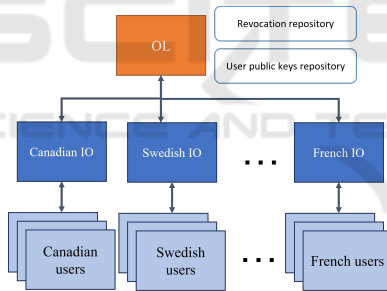 OL
Revocation repository
User public keys repository
Canadian IO
Swedish IO
...
French IO
Canadian
users
Swedish
users
...
French users